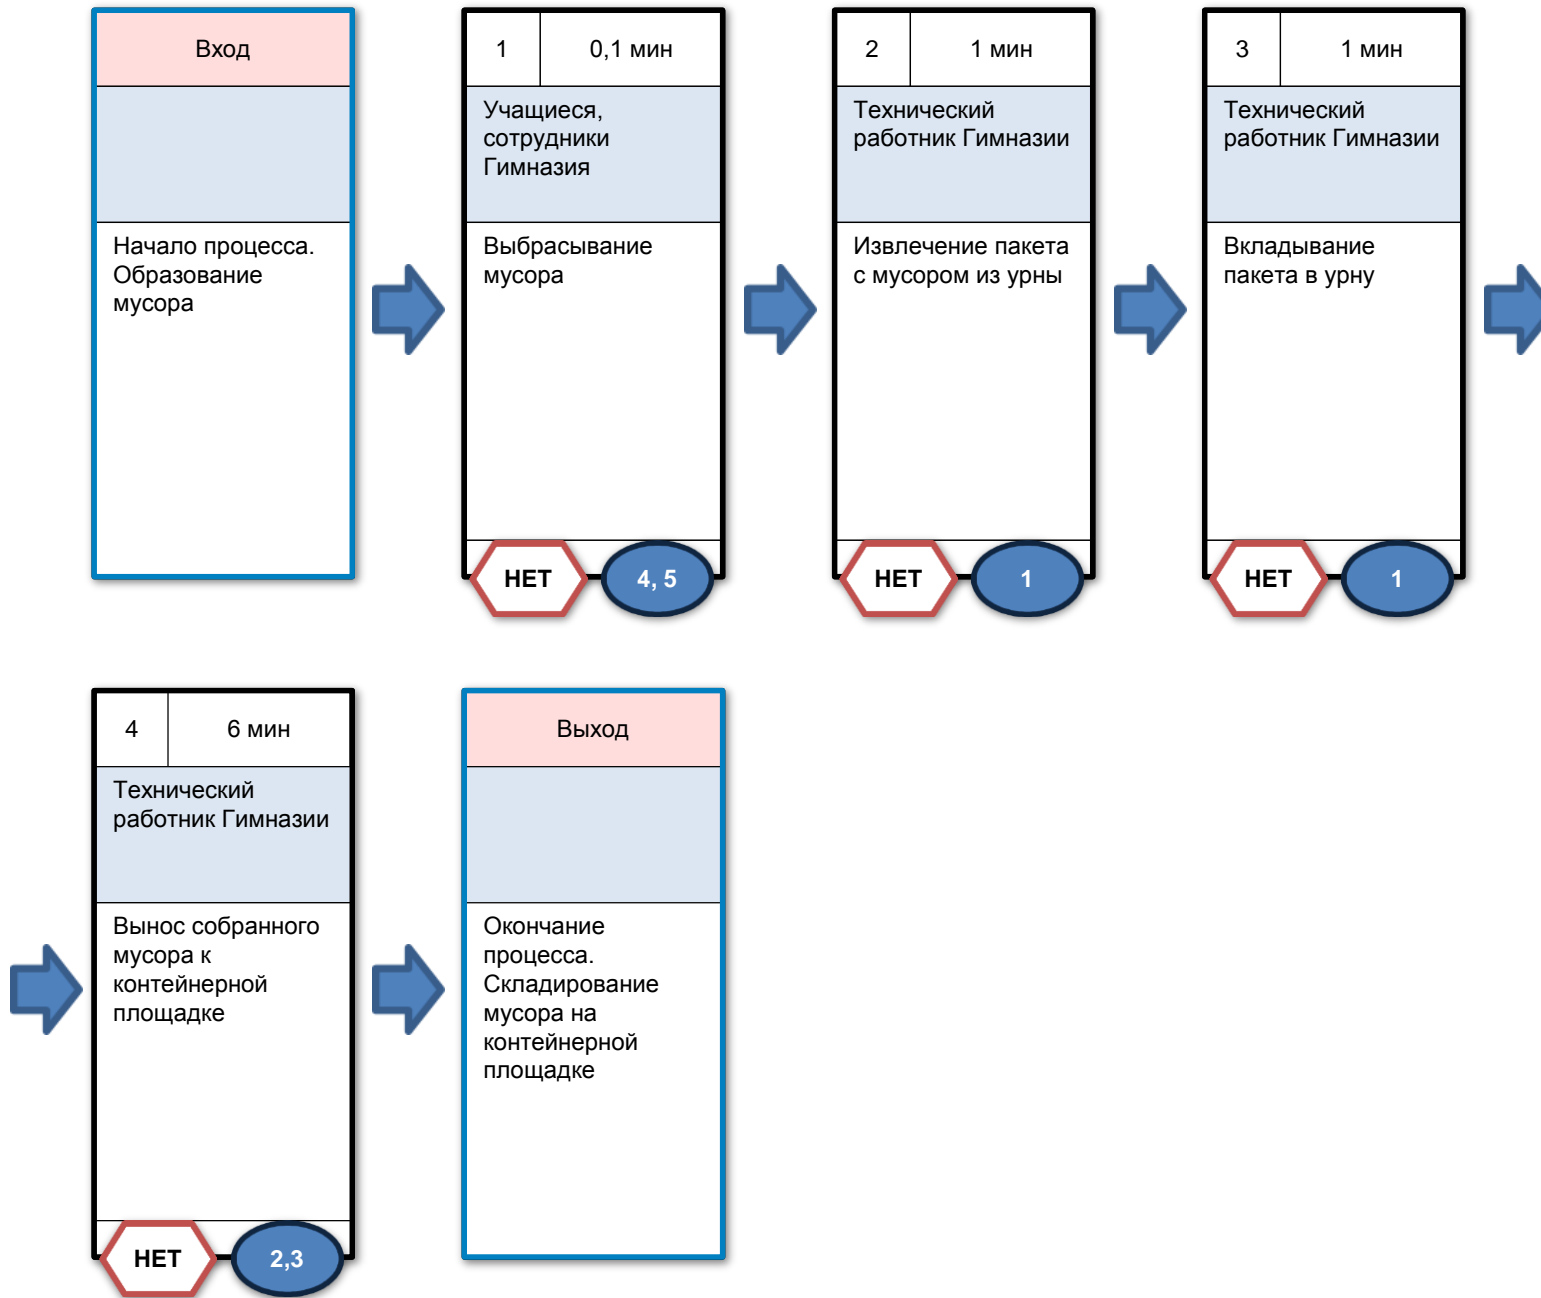 Вход
Начало процесса.
Образование
мусора
1
0,1 мин
Учащиеся,
сотрудники
Гимназия
Выбрасывание
мусора
НЕТ
4, 5
2
1 мин
Технический
работник Гимназии
Извлечение пакета
с мусором из урны
НЕТ
1
3
1 мин
Технический
работник Гимназии
Вкладывание
пакета в урну
НЕТ
1
4
6 мин
Технический
работник Гимназии
Вынос собранного
мусора к
контейнерной
площадке
НЕТ
2,3
Выход
Окончание
процесса.
Складирование
мусора на
контейнерной
площадке